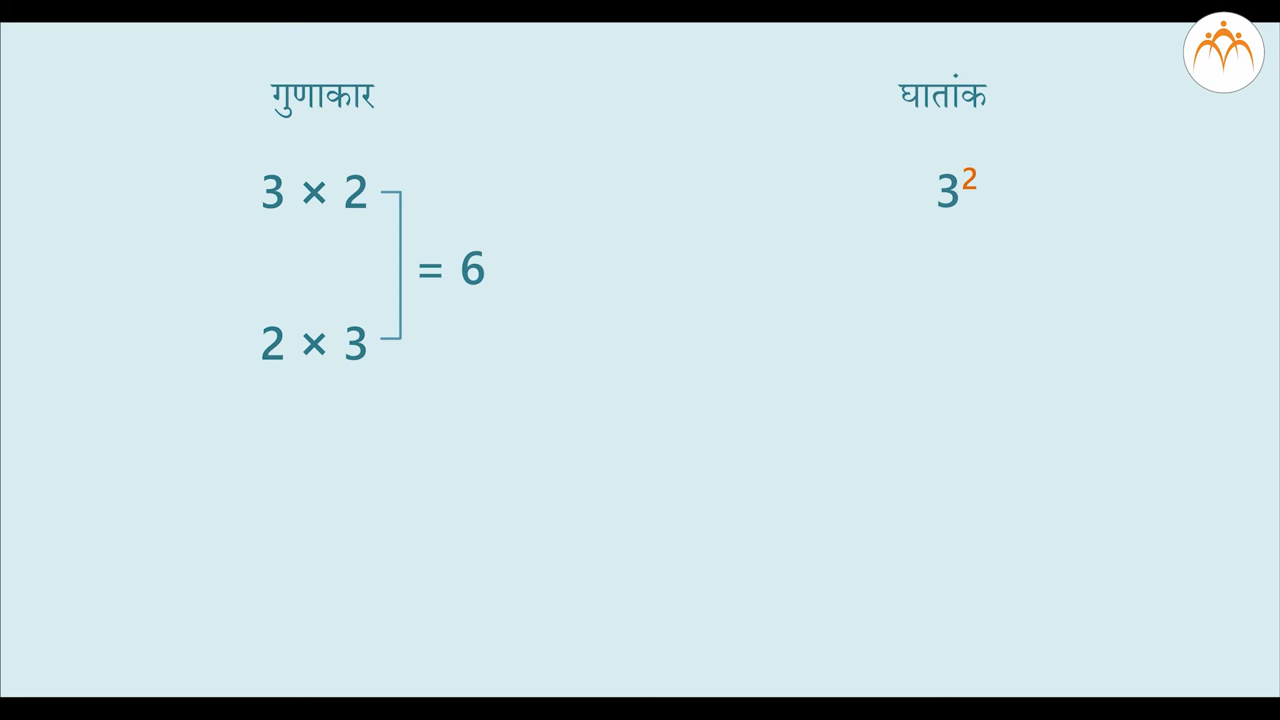 गुणाकार
3 × 2
= 6
2 × 3
घातांक
3²